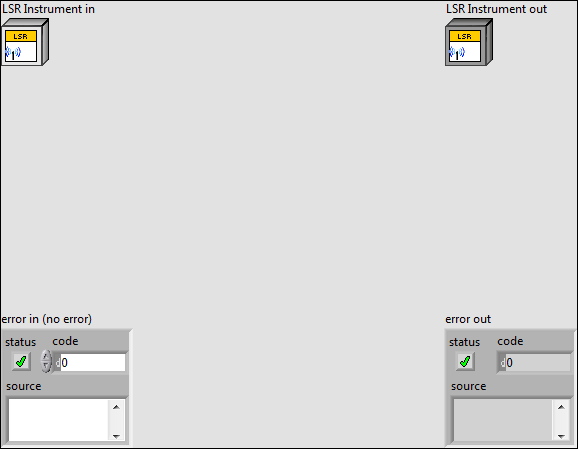 LSR Instrument in
LSR Instrument out
LSR
LSR
error in (no error)
error out
status code
status code
d 0
d 0
source
source